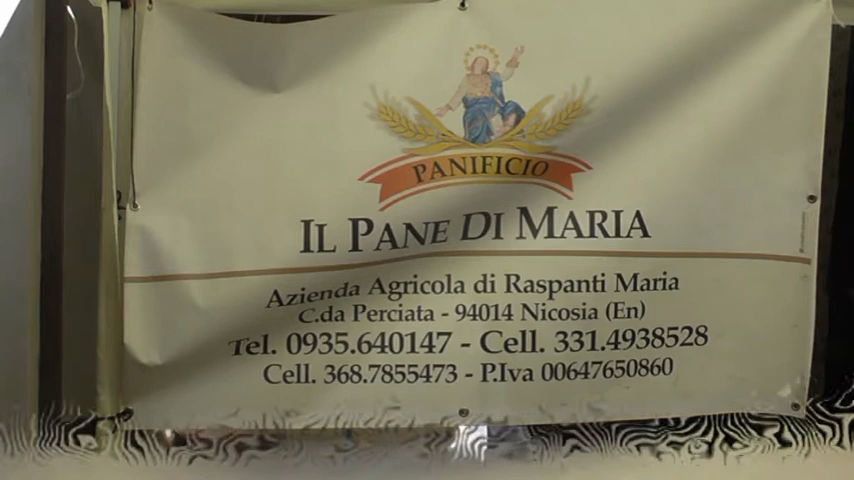 PANIFICIO
IL PANE DI MARIA
Azienda Agricola di Raspanti Maria
C.da Perciata - 94014 Nicosia (En)
Tel. 0935.640147 - Cell. 331.4938528
Cell. 368.7855473 - P.Iva 00647650860